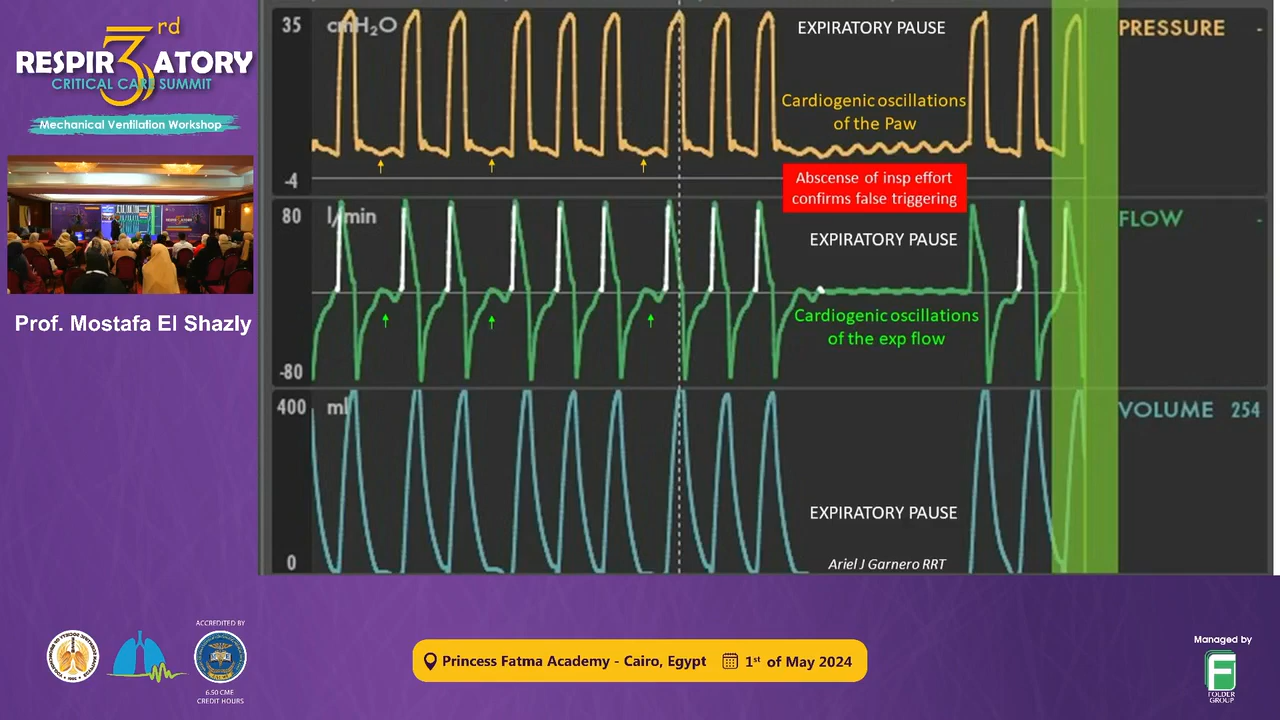 3rd
RESPIRATORY
CRITICAL CARE SUMMIT
Mechanical Ventilation Workshop
Prof. Mostafa El Shazly
35
cmH₂O
EXPIRATORY PAUSE
PRESSURE
-
Cardiogenic oscillations
of the Paw
-4
Abscense of insp effort
confirms false triggering
80
l/min
EXPIRATORY PAUSE
FLOW
-
Cardiogenic oscillations
of the exp flow
-80
400
ml
VOLUME 254
EXPIRATORY PAUSE
0
Ariel J Garnero RRT
ACCREDITED BY
6.50 CME
CREDIT HOURS
Princess Fatma Academy - Cairo, Egypt
1st of May 2024
Managed by
F
FOLDER
GROUP